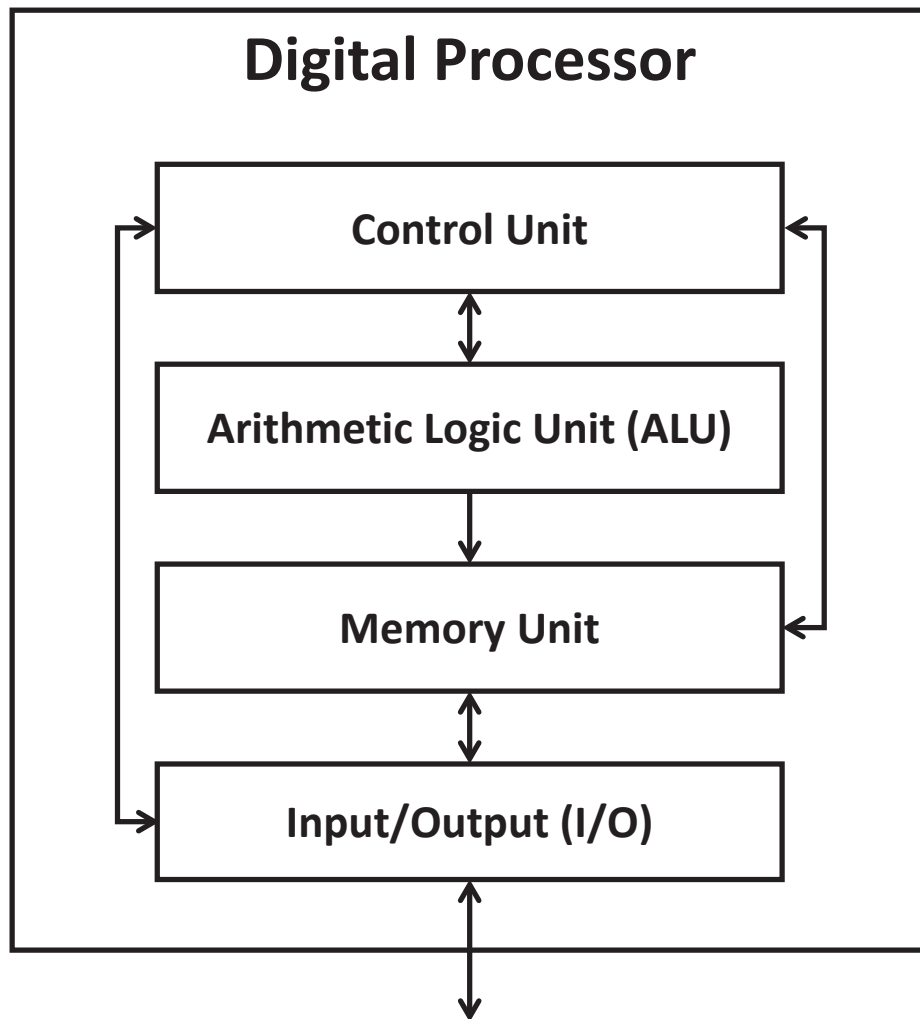 Digital Processor
Control Unit
Arithmetic Logic Unit (ALU)
Memory Unit
Input/Output (I/O)